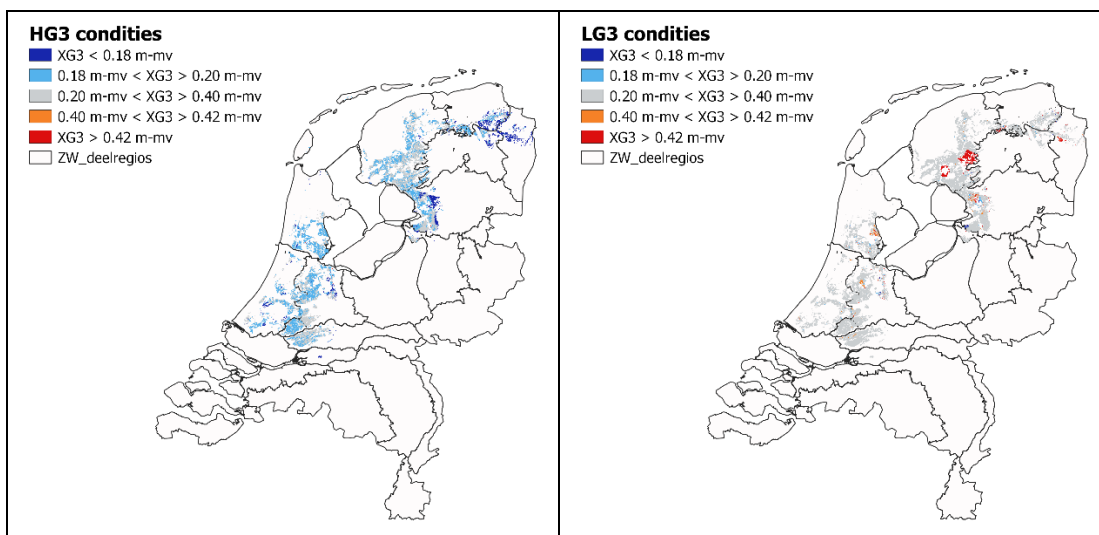 HG3 condities
XG3 < 0.18 m-mv
0.18 m-mv < XG3 > 0.20 m-mv
0.20 m-mv < XG3 > 0.40 m-mv
0.40 m-mv < XG3 > 0.42 m-mv
XG3 > 0.42 m-mv
ZW_deelregios
LG3 condities
XG3 < 0.18 m-mv
0.18 m-mv < XG3 > 0.20 m-mv
0.20 m-mv < XG3 > 0.40 m-mv
0.40 m-mv < XG3 > 0.42 m-mv
XG3 > 0.42 m-mv
ZW_deelregios